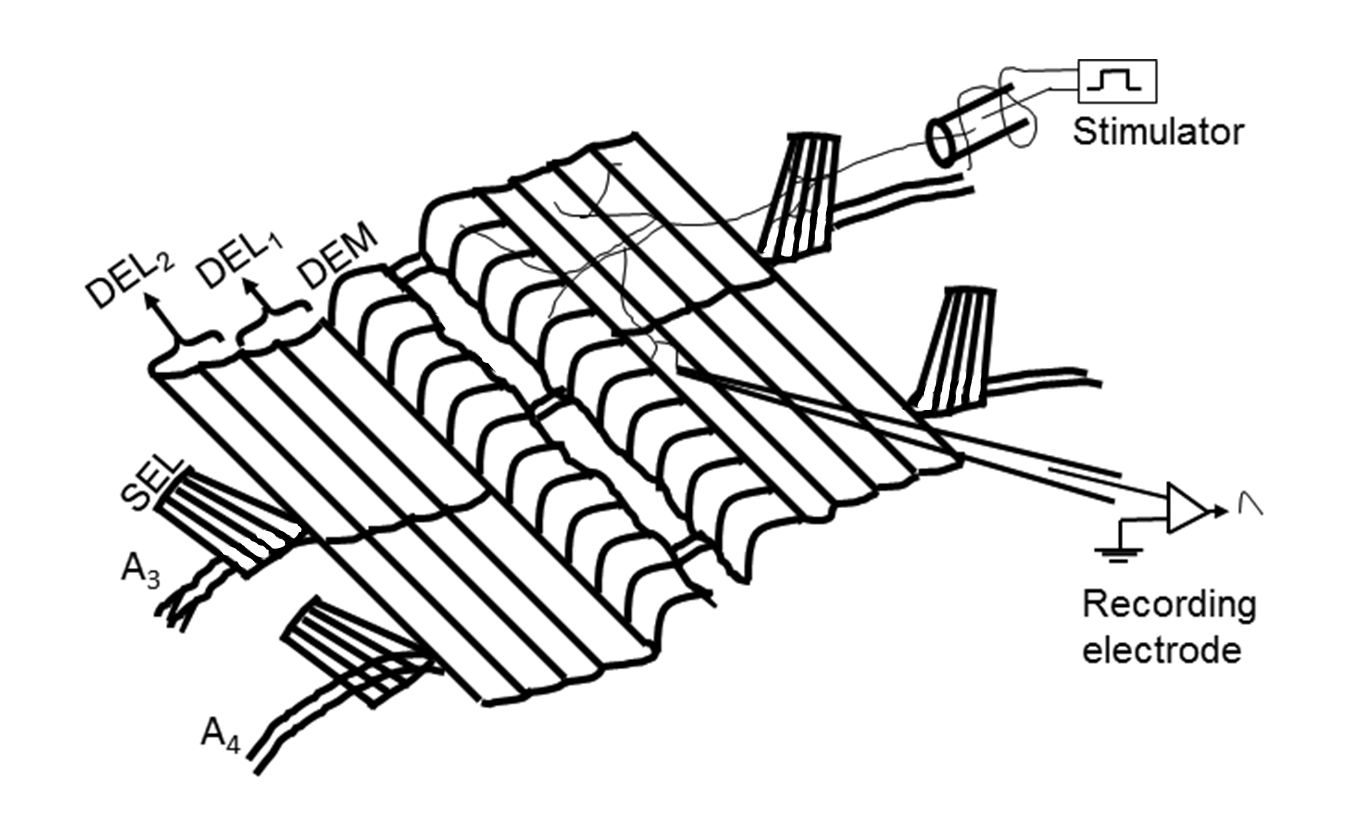 Stimulator
DEL₂
DEL₁
DEM
SEL
A₃
A₄
Recording
electrode